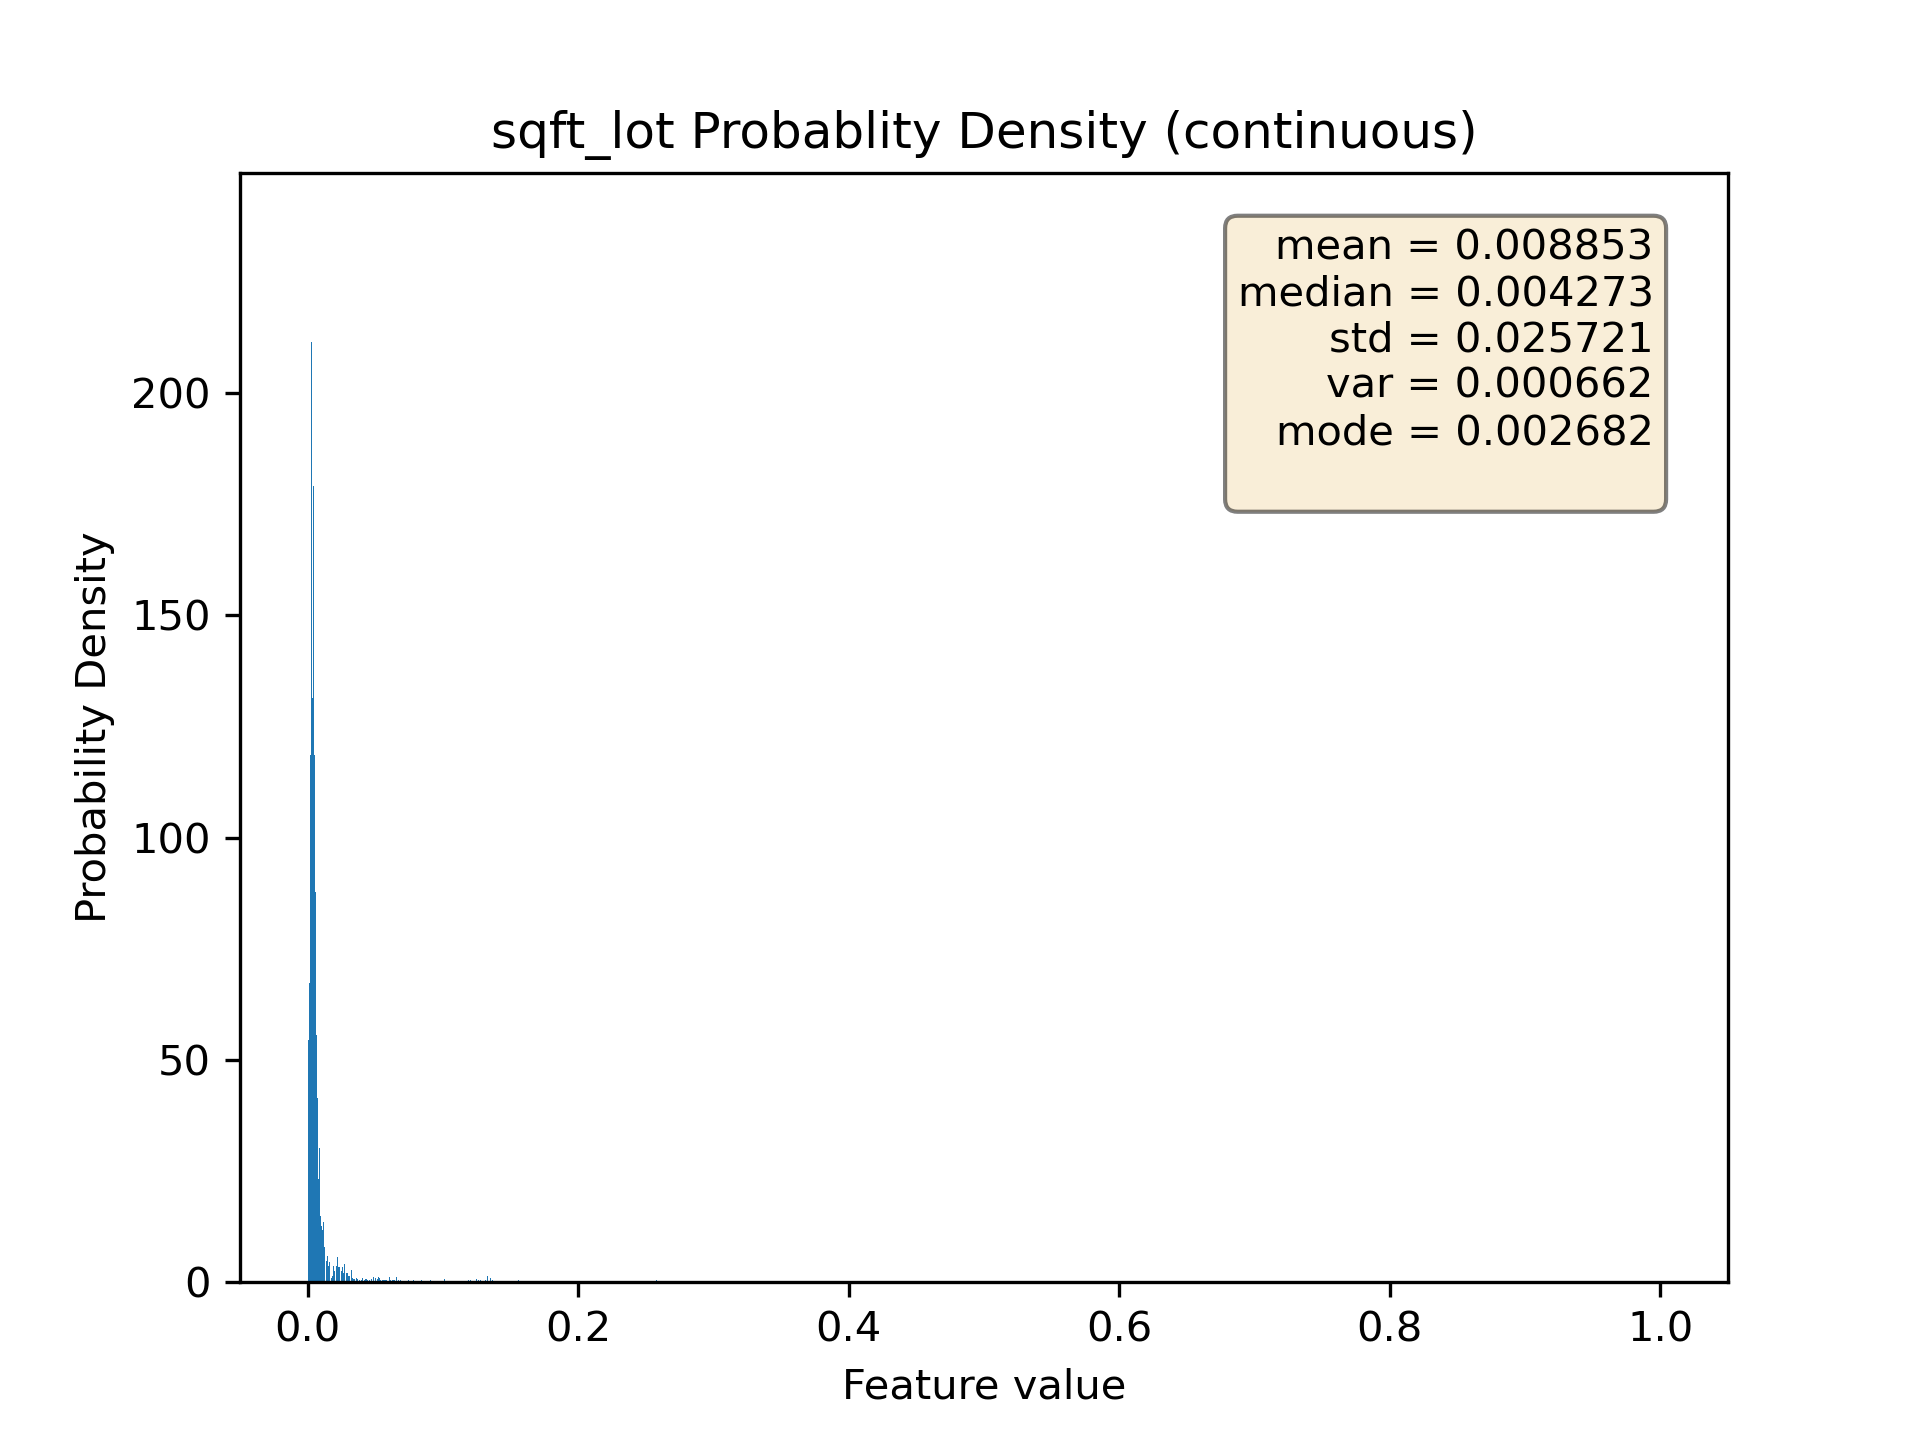 sqft_lot Probablity Density (continuous)
mean = 0.008853
median = 0.004273
std = 0.025721
var = 0.000662
mode = 0.002682
Probability Density
200
150
100
50
0
0.0 0.2 0.4 0.6 0.8 1.0
Feature value